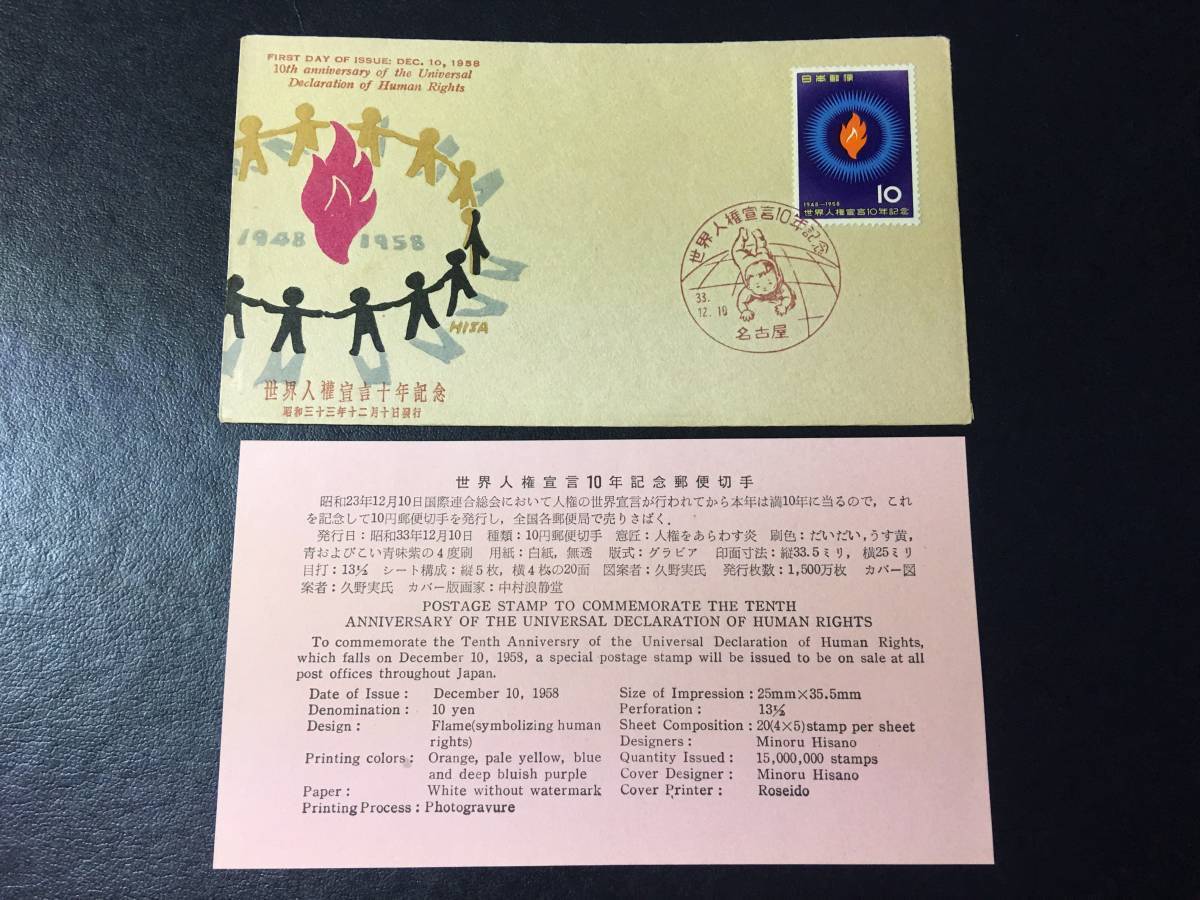 FIRST DAY OF ISSUE: DEC. 10, 1958
10th anniversary of the Universal
Declaration of Human Rights
1948 1958
HISA
世界人權宣言十年記念
昭和三十三年十二月十日發行
日本郵便
10
1948–1958
世界人権宣言10年記念
世界人権宣言10年記念
33.
12. 10
名古屋
世界人権宣言10年記念郵便切手
昭和23年12月10日国際連合総会において人権の世界宣言が行われてから本年は満10年に当るので，これ
を記念して10円郵便切手を発行し，全国各郵便局で売りさばく．
発行日：昭和33年12月10日 種類：10円郵便切手 意匠：人権をあらわす炎 刷色：だいだい，うす黄，
青およびこい青味紫の4度刷 用紙：白紙，無透 版式：グラビア 印面寸法：縦33.5ミリ，横25ミリ
目打：13½ シート構成：縦5枚，横4枚の20面 図案者：久野実氏 発行枚数：1,500万枚 カバー図
案者：久野実氏 カバー版画家：中村浪静堂
POSTAGE STAMP TO COMMEMORATE THE TENTH
ANNIVERSARY OF THE UNIVERSAL DECLARATION OF HUMAN RIGHTS
To commemorate the Tenth Anniversry of the Universal Declaration of Human Rights,
which falls on December 10, 1958, a special postage stamp will be issued to be on sale at all
post offices throughout Japan.
Date of Issue: December 10, 1958
Denomination: 10 yen
Design: Flame(symbolizing human
rights)
Printing colors: Orange, pale yellow, blue
and deep bluish purple
Paper: White without watermark
Printing Process: Photogravure
Size of Impression: 25mm×35.5mm
Perforation: 13½
Sheet Composition: 20(4×5)stamp per sheet
Designers: Minoru Hisano
Quantity Issued: 15,000,000 stamps
Cover Designer: Minoru Hisano
Cover Printer: Roseido